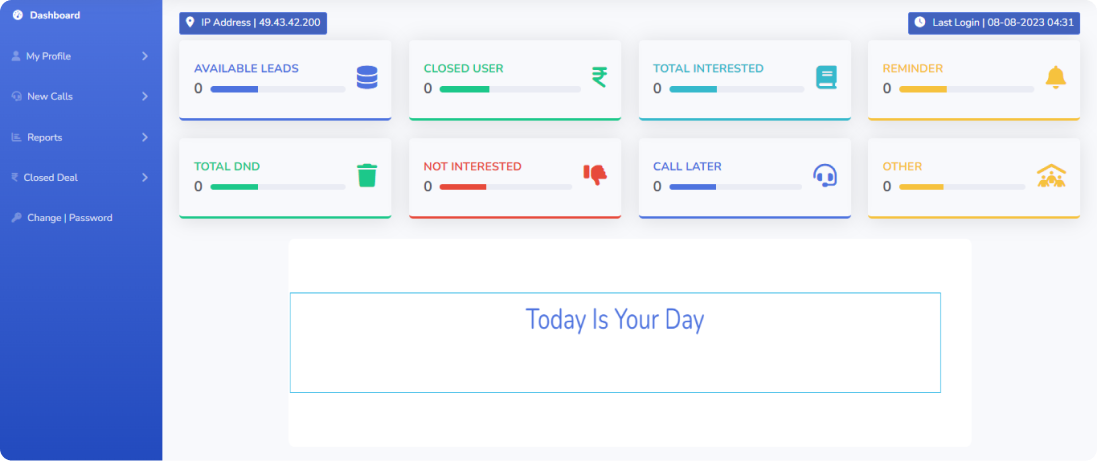 Dashboard
IP Address | 49.43.42.200
Last Login | 08-08-2023 04:31
My Profile
New Calls
Reports
Closed Deal
Change | Password
AVAILABLE LEADS
0
CLOSED USER
0
TOTAL INTERESTED
0
REMINDER
0
TOTAL DND
0
NOT INTERESTED
0
CALL LATER
0
OTHER
0
Today Is Your Day